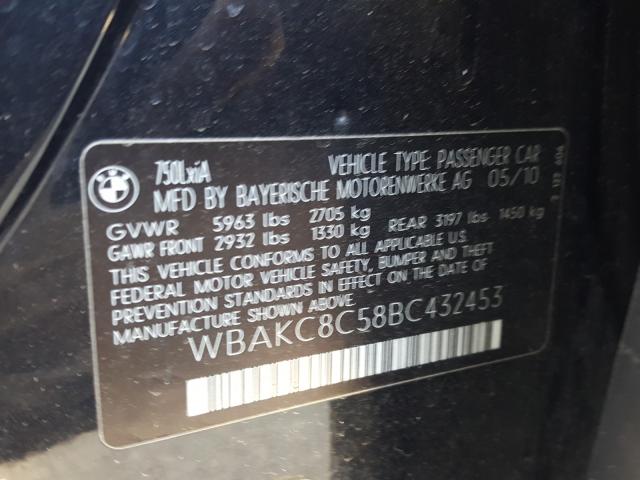 BMW
750LxiA
VEHICLE TYPE: PASSENGER CAR
MFD BY BAYERISCHE MOTORENWERKE AG 05/10
GVWR 5963 lbs 2705 kg
GAWR FRONT 2932 lbs 1330 kg REAR 3197 lbs 1450 kg
THIS VEHICLE CONFORMS TO ALL APPLICABLE U.S.
FEDERAL MOTOR VEHICLE SAFETY, BUMPER AND THEFT
PREVENTION STANDARDS IN EFFECT ON THE DATE OF
MANUFACTURE SHOWN ABOVE
WBAKC8C58BC432453